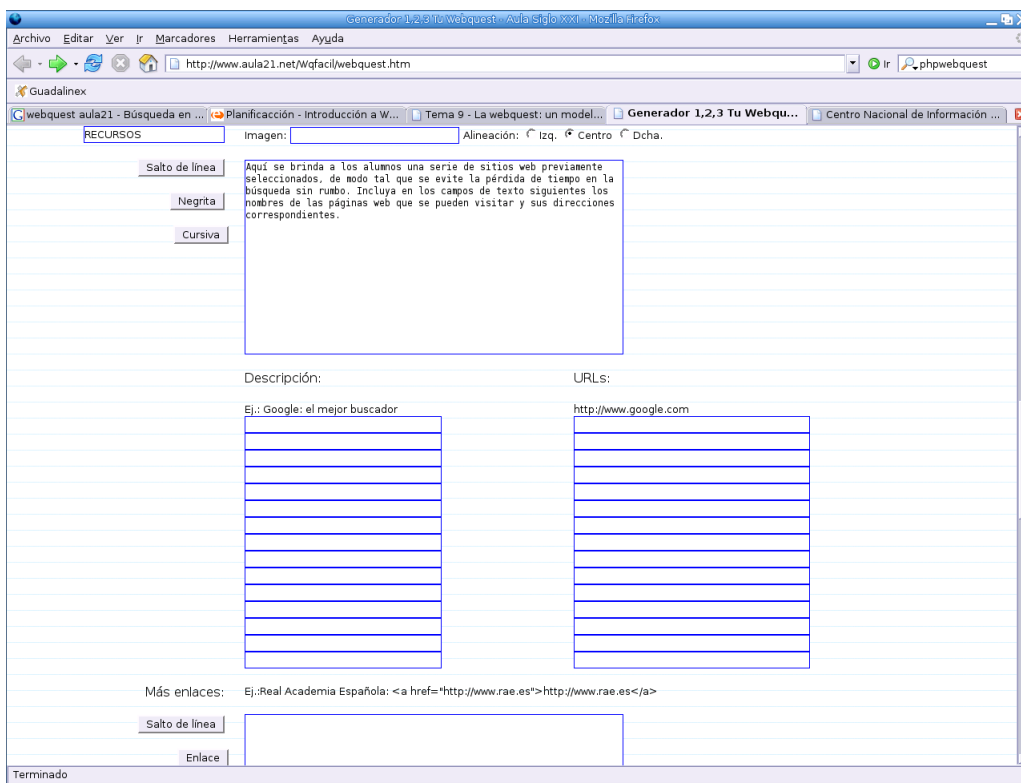 Generador 1,2,3 Tu Webquest - Aula Siglo XXI - Mozilla Firefox
Archivo Editar Ver Ir Marcadores Herramientas Ayuda
http://www.aula21.net/Wqfacil/webquest.htm Ir phpwebquest
Guadalinex
webquest aula21 - Búsqueda en ... Planificacción - Introducción a W... Tema 9 - La webquest: un model... Generador 1,2,3 Tu Webqu... Centro Nacional de Información ...
RECURSOS Imagen: Alineación: Izq. Centro Dcha.
Salto de línea
Negrita
Cursiva
Aquí se brinda a los alumnos una serie de sitios web previamente
seleccionados, de modo tal que se evite la pérdida de tiempo en la
búsqueda sin rumbo. Incluya en los campos de texto siguientes los
nombres de las páginas web que se pueden visitar y sus direcciones
correspondientes.
Descripción: URLs:
Ej.: Google: el mejor buscador http://www.google.com
Más enlaces: Ej.:Real Academia Española: <a href="http://www.rae.es">http://www.rae.es</a>
Salto de línea
Enlace
Terminado